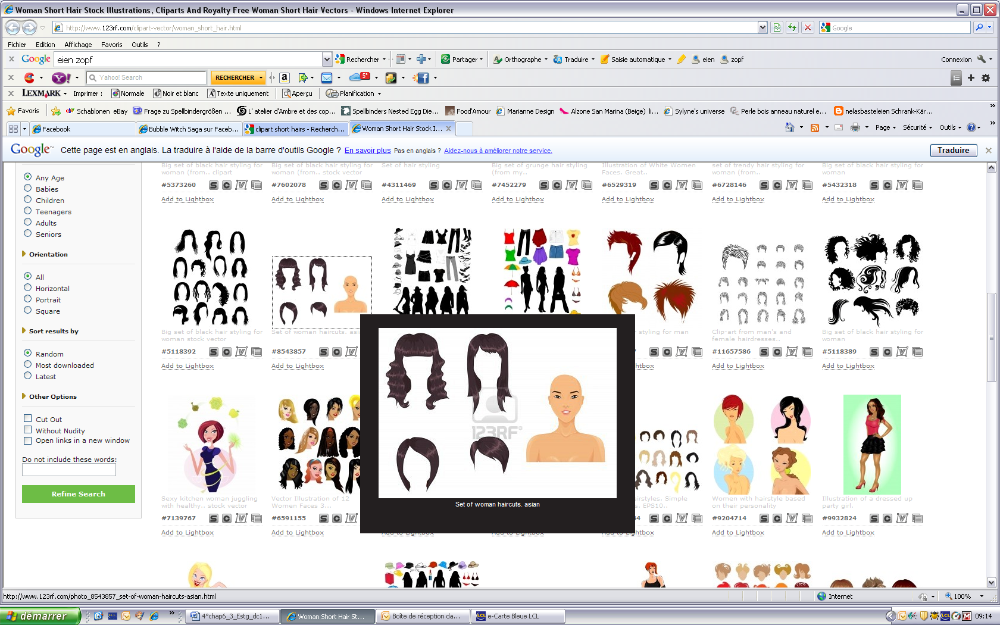 Woman Short Hair Stock Illustrations, Cliparts And Royalty Free Woman Short Hair Vectors - Windows Internet Explorer
http://www.123rf.com/clipart-vector/woman_short_hair.html
Google
Fichier Edition Affichage Favoris Outils ?
Google eien zopf Rechercher Partager Orthographe Traduire Saisie automatique eien zopf Connexion
Y! Yahoo! Search RECHERCHER a 5°
LEXMARK Imprimer : Normale Noir et blanc Texte uniquement Aperçu Planification
Favoris Schablonen eBay Frage zu Spellbindergrößen ... L' atelier d'Ambre et des cop... Spellbinders Nested Egg Die... Food'Amour Marianne Design Alzone San Marina (Beige) li... Sylyne's universe Perle bois anneau naturel e... nelasbasteleien Schrank-Kär...
Facebook Bubble Witch Saga sur Faceb... clipart short hairs - Recherch... Woman Short Hair Stock I... Page Sécurité Outils
Google™ Cette page est en anglais. La traduire à l'aide de la barre d'outils Google ? En savoir plus Pas en anglais ? Aidez-nous à améliorer notre service. Traduire
Any Age
Babies
Children
Teenagers
Adults
Seniors
Orientation
All
Horizontal
Portrait
Square
Sort results by
Random
Most downloaded
Latest
Other Options
Cut Out
Without Nudity
Open links in a new window
Do not include these words:
Refine Search
Big set of black hair styling for
woman (from.. clipart
#5373260
Add to Lightbox
Big set of black hair styling for
woman (from.. stock vector
#7602078
Add to Lightbox
Set of hair styling
#4311469
Add to Lightbox
Big set of grunge hair styling
(from my..
#7452279
Add to Lightbox
Illustration of White Women
Faces. Great..
#6529319
Add to Lightbox
set of trendy hair styling for
woman (from..
#6728146
Add to Lightbox
Big set of black hair styling for
woman
#5432318
Add to Lightbox
Big set of black hair styling for
woman stock vector
#5118392
Add to Lightbox
Set of woman haircuts. asi
#8543857
Add to Lightbox
styling for man
htbox
Clip-art from man's and
female hairdresses..
#11657586
Add to Lightbox
Big set of black hair styling for
woman
#5118389
Add to Lightbox
123RF®
Set of woman haircuts. asian
Sexy kitchen woman juggling
with healthy.. stock vector
#7139767
Add to Lightbox
Vector Illustration of 12
Women Faces 3...
#6591155
Add to Lightbox
Add to Lightbox
Add to Lightbox
airstyles. Simple
s. EPS10..
64
Add to Lightbox
Women with hairstyle based
on their personality
#9204714
Add to Lightbox
Illustration of a dressed up
party girl.
#9932824
Add to Lightbox
http://www.123rf.com/photo_8543857_set-of-woman-haircuts-asian.html
Internet 100%
démarrer 4°chap6_3_Estg_dc1... Woman Short Hair St... Boîte de réception da... e-Carte Bleue LCL 09:14